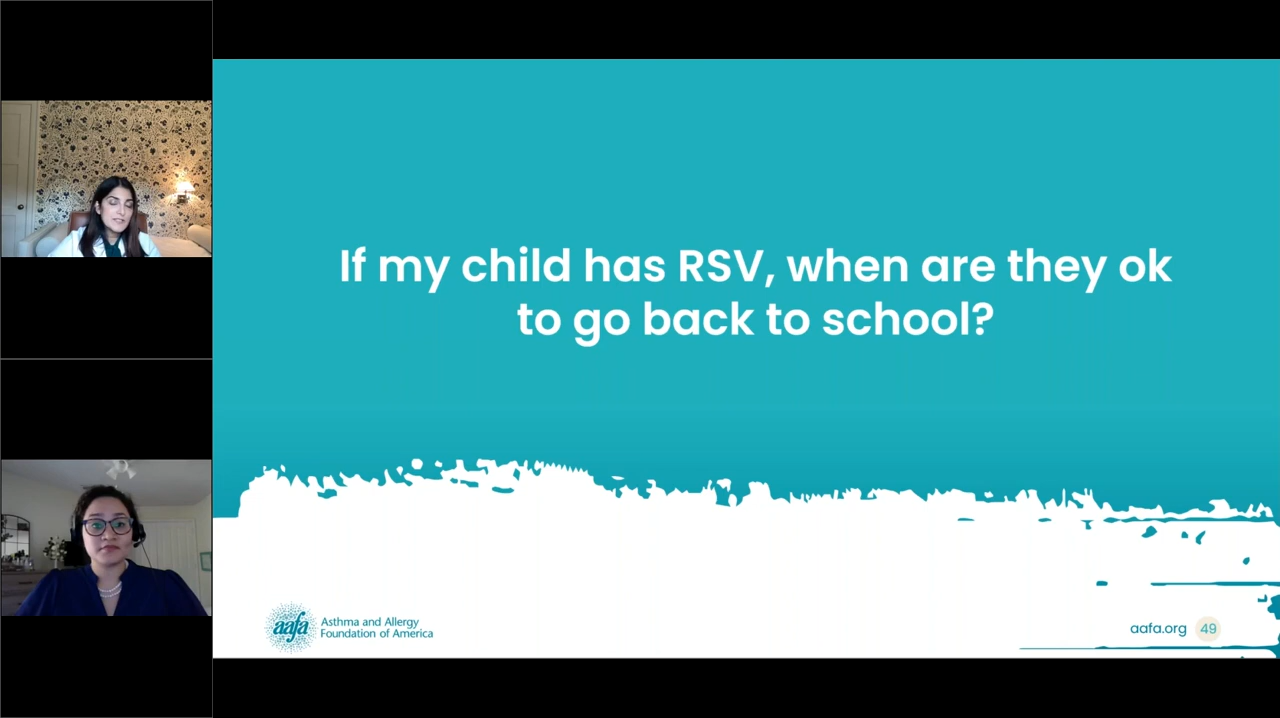 If my child has RSV, when are they ok
to go back to school?
aafa
Asthma and Allergy
Foundation of America
aafa.org 49